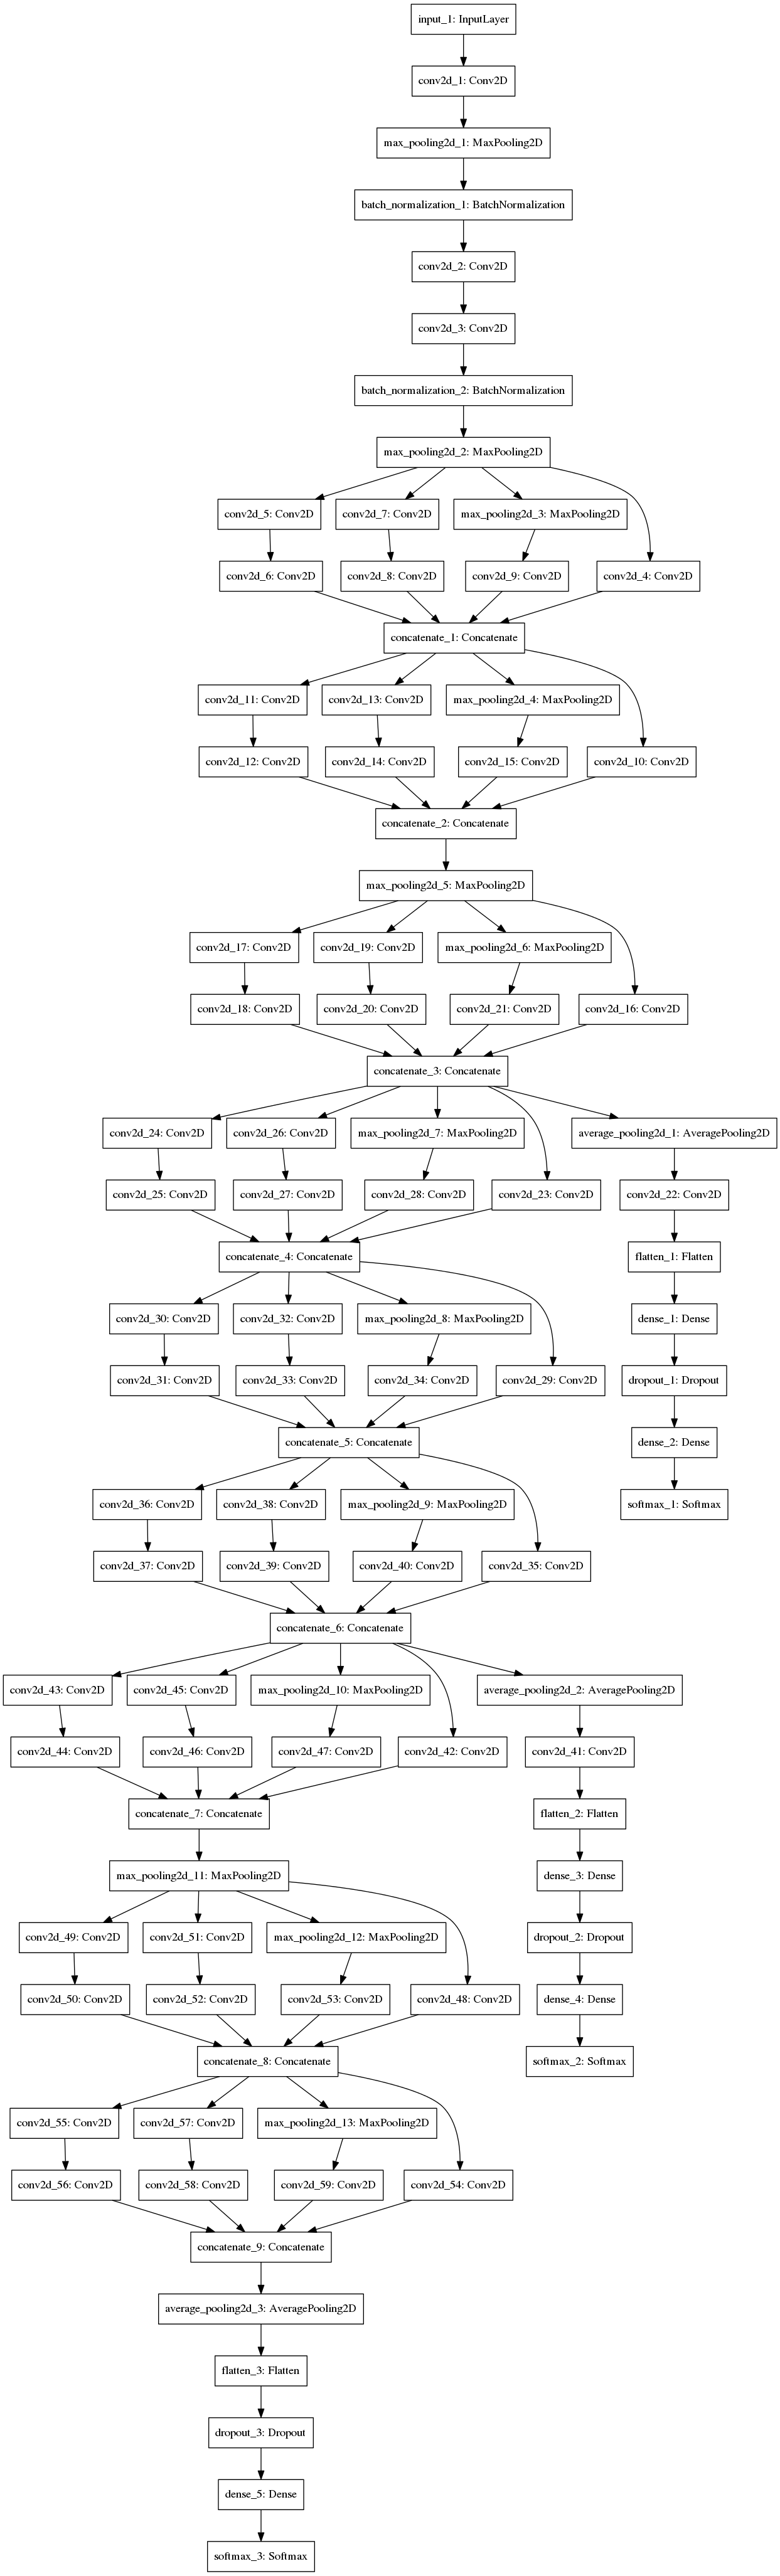 input_1: InputLayer
conv2d_1: Conv2D
max_pooling2d_1: MaxPooling2D
batch_normalization_1: BatchNormalization
conv2d_2: Conv2D
conv2d_3: Conv2D
batch_normalization_2: BatchNormalization
max_pooling2d_2: MaxPooling2D
conv2d_5: Conv2D
conv2d_7: Conv2D
max_pooling2d_3: MaxPooling2D
conv2d_6: Conv2D
conv2d_8: Conv2D
conv2d_9: Conv2D
conv2d_4: Conv2D
concatenate_1: Concatenate
conv2d_11: Conv2D
conv2d_13: Conv2D
max_pooling2d_4: MaxPooling2D
conv2d_12: Conv2D
conv2d_14: Conv2D
conv2d_15: Conv2D
conv2d_10: Conv2D
concatenate_2: Concatenate
max_pooling2d_5: MaxPooling2D
conv2d_17: Conv2D
conv2d_19: Conv2D
max_pooling2d_6: MaxPooling2D
conv2d_18: Conv2D
conv2d_20: Conv2D
conv2d_21: Conv2D
conv2d_16: Conv2D
concatenate_3: Concatenate
conv2d_24: Conv2D
conv2d_26: Conv2D
max_pooling2d_7: MaxPooling2D
average_pooling2d_1: AveragePooling2D
conv2d_25: Conv2D
conv2d_27: Conv2D
conv2d_28: Conv2D
conv2d_23: Conv2D
conv2d_22: Conv2D
concatenate_4: Concatenate
flatten_1: Flatten
conv2d_30: Conv2D
conv2d_32: Conv2D
max_pooling2d_8: MaxPooling2D
dense_1: Dense
conv2d_31: Conv2D
conv2d_33: Conv2D
conv2d_34: Conv2D
conv2d_29: Conv2D
dropout_1: Dropout
concatenate_5: Concatenate
dense_2: Dense
conv2d_36: Conv2D
conv2d_38: Conv2D
max_pooling2d_9: MaxPooling2D
softmax_1: Softmax
conv2d_37: Conv2D
conv2d_39: Conv2D
conv2d_40: Conv2D
conv2d_35: Conv2D
concatenate_6: Concatenate
conv2d_43: Conv2D
conv2d_45: Conv2D
max_pooling2d_10: MaxPooling2D
average_pooling2d_2: AveragePooling2D
conv2d_44: Conv2D
conv2d_46: Conv2D
conv2d_47: Conv2D
conv2d_42: Conv2D
conv2d_41: Conv2D
concatenate_7: Concatenate
flatten_2: Flatten
max_pooling2d_11: MaxPooling2D
dense_3: Dense
conv2d_49: Conv2D
conv2d_51: Conv2D
max_pooling2d_12: MaxPooling2D
dropout_2: Dropout
conv2d_50: Conv2D
conv2d_52: Conv2D
conv2d_53: Conv2D
conv2d_48: Conv2D
dense_4: Dense
concatenate_8: Concatenate
softmax_2: Softmax
conv2d_55: Conv2D
conv2d_57: Conv2D
max_pooling2d_13: MaxPooling2D
conv2d_56: Conv2D
conv2d_58: Conv2D
conv2d_59: Conv2D
conv2d_54: Conv2D
concatenate_9: Concatenate
average_pooling2d_3: AveragePooling2D
flatten_3: Flatten
dropout_3: Dropout
dense_5: Dense
softmax_3: Softmax